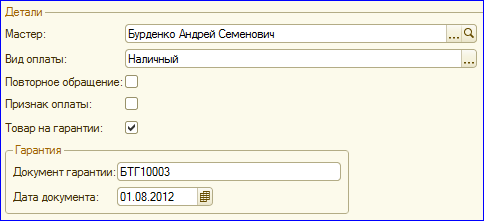 Детали
Мастер: Бурденко Андрей Семенович ...
Вид оплаты: Наличный ...
Повторное обращение:
Признак оплаты:
Товар на гарантии:
Гарантия
Документ гарантии: БТГ10003
Дата документа: 01.08.2012